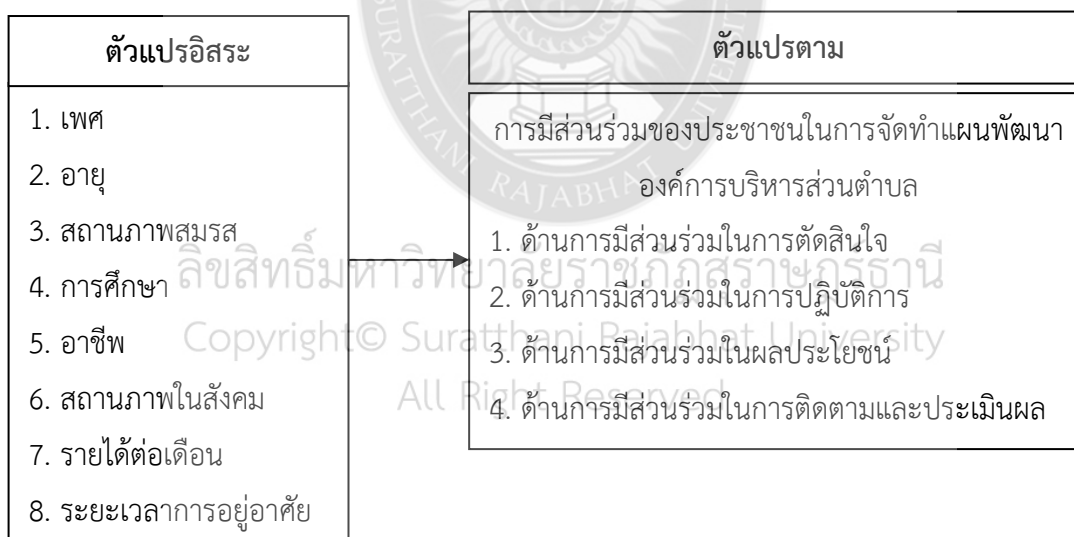 ตัวแปรอิสระ
1. เพศ
2. อายุ
3. สถานภาพสมรส
4. การศึกษา
5. อาชีพ
6. สถานภาพในสังคม
7. รายได้ต่อเดือน
8. ระยะเวลาการอยู่อาศัย
ตัวแปรตาม
การมีส่วนร่วมของประชาชนในการจัดทำแผนพัฒนา
องค์การบริหารส่วนตำบล
1. ด้านการมีส่วนร่วมในการตัดสินใจ
2. ด้านการมีส่วนร่วมในการปฏิบัติการ
3. ด้านการมีส่วนร่วมในผลประโยชน์
4. ด้านการมีส่วนร่วมในการติดตามและประเมินผล
SURATTHANI RAJABHAT UNIVERSITY
ลิขสิทธิ์มหาวิทยาลัยราชภัฏสุราษฎร์ธานี
Copyright© Suratthani Rajabhat University
All Right Reserved